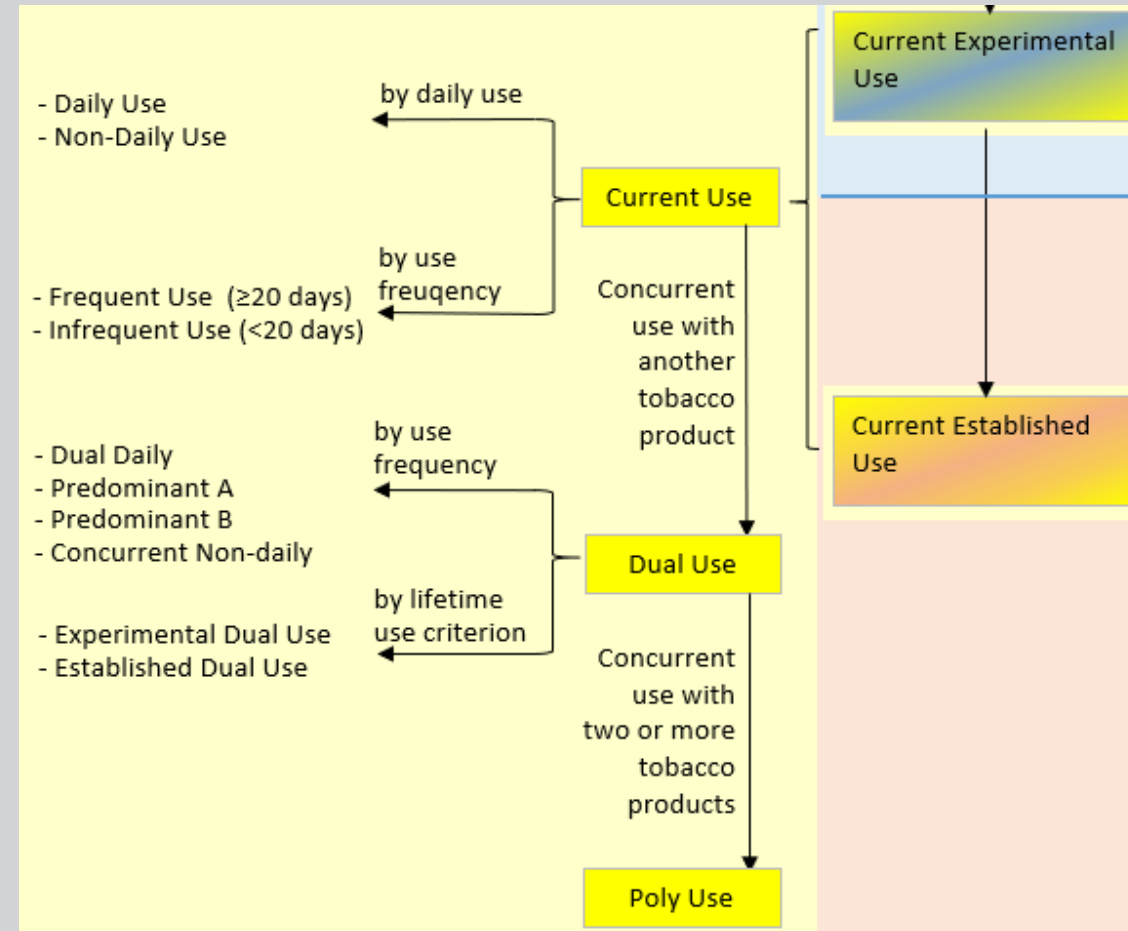 - Daily Use
- Non-Daily Use
by daily use
Current Use
by use
freuqency
- Frequent Use  (≥20 days)
- Infrequent Use (<20 days)
Concurrent
use with
another
tobacco
product
- Dual Daily
- Predominant A
- Predominant B
- Concurrent Non-daily
by use
frequency
Dual Use
by lifetime
use criterion
- Experimental Dual Use
- Established Dual Use
Concurrent
use with
two or more
tobacco
products
Poly Use
Current Experimental
Use
Current Established
Use